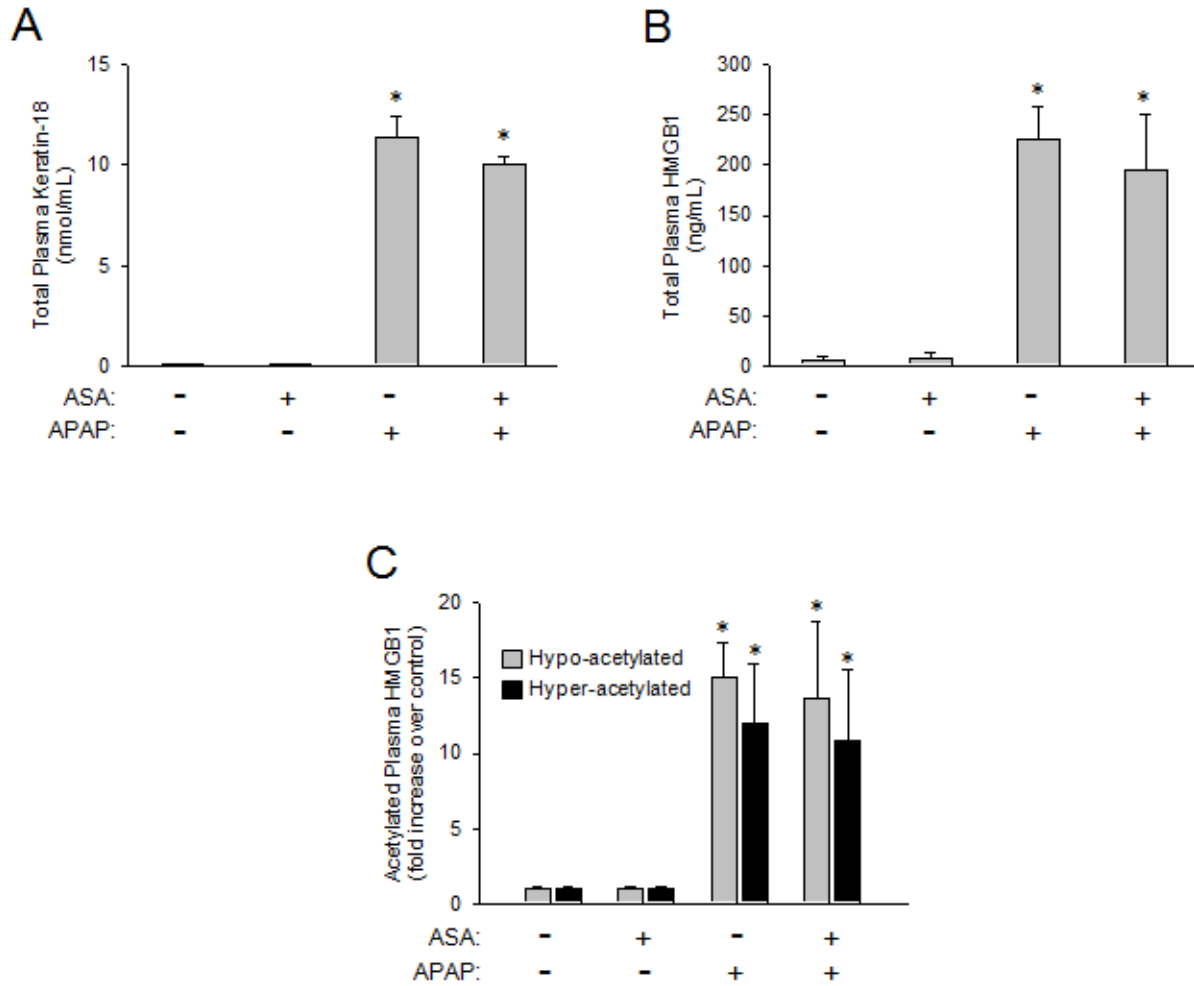 A
Total Plasma Keratin-18
(nmol/mL)
15
10
5
0
*
*
ASA: - + - +
APAP: - - + +
B
Total Plasma HMGB1
(ng/mL)
300
250
200
150
100
50
0
*
*
ASA: - + - +
APAP: - - + +
C
Acetylated Plasma HMGB1
(fold increase over control)
20
15
10
5
0
Hypo-acetylated
Hyper-acetylated
*
*
*
*
ASA: - + - +
APAP: - - + +